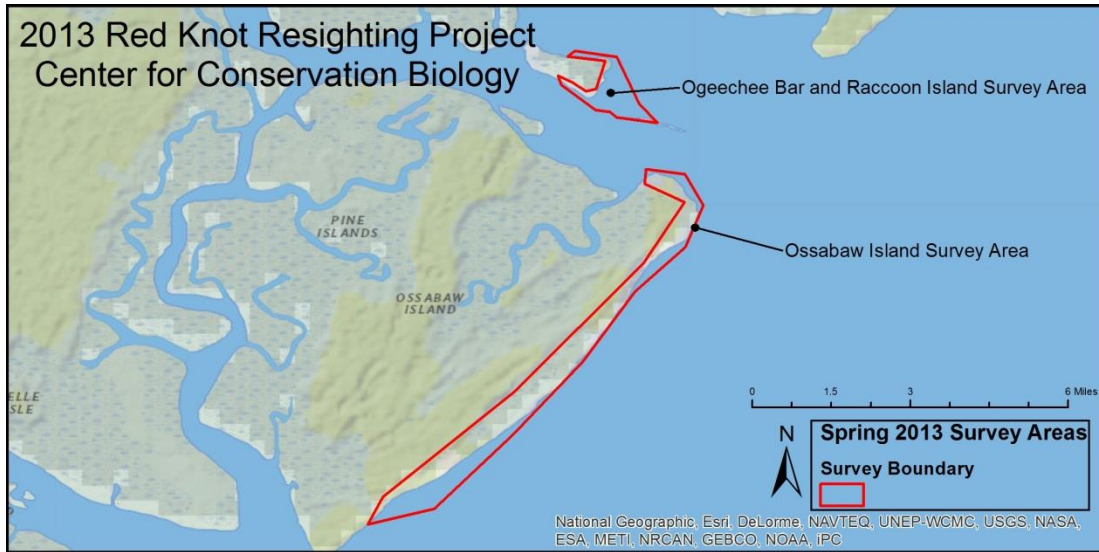 2013 Red Knot Resighting Project
Center for Conservation Biology
Ogeechee Bar and Raccoon Island Survey Area
PINE
ISLANDS
Ossabaw Island Survey Area
OSSABAW
ISLAND
ELLE
SLE
0 1.5 3 6 Miles
N
Spring 2013 Survey Areas
Survey Boundary
National Geographic, Esri, DeLorme, NAVTEQ, UNEP-WCMC, USGS, NASA,
ESA, METI, NRCAN, GEBCO, NOAA, iPC